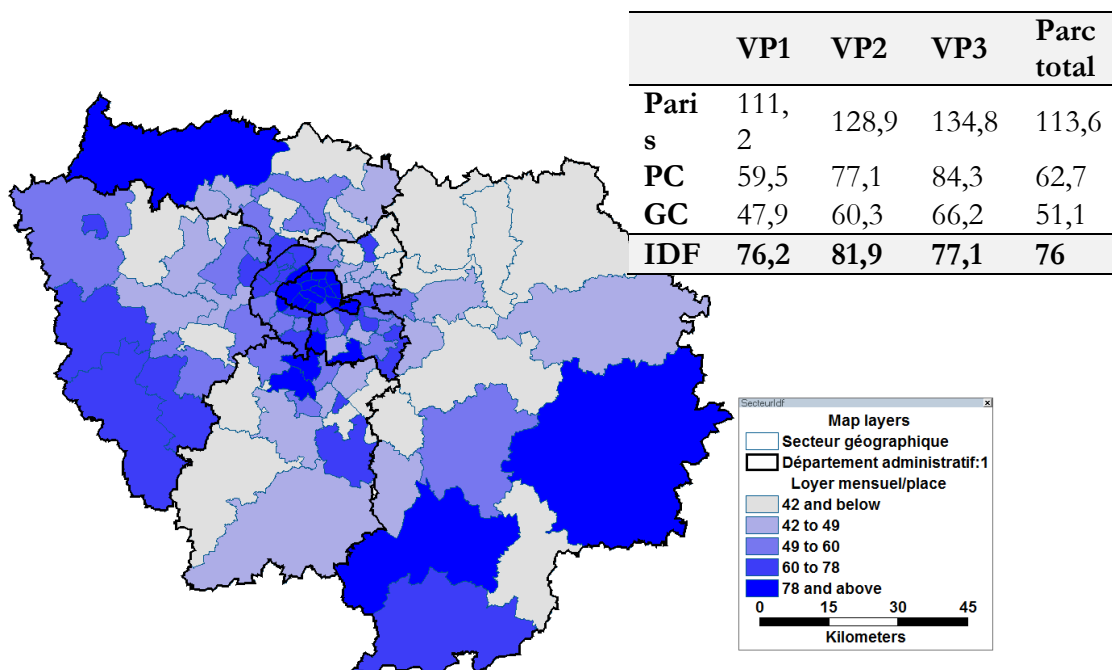 VP1 VP2 VP3 Parc
total
Pari 111, 128,9 134,8 113,6
s 2
PC 59,5 77,1 84,3 62,7
GC 47,9 60,3 66,2 51,1
IDF 76,2 81,9 77,1 76
SecteurIdf x
Map layers
Secteur géographique
Département administratif:1
Loyer mensuel/place
42 and below
42 to 49
49 to 60
60 to 78
78 and above
0 15 30 45
Kilometers